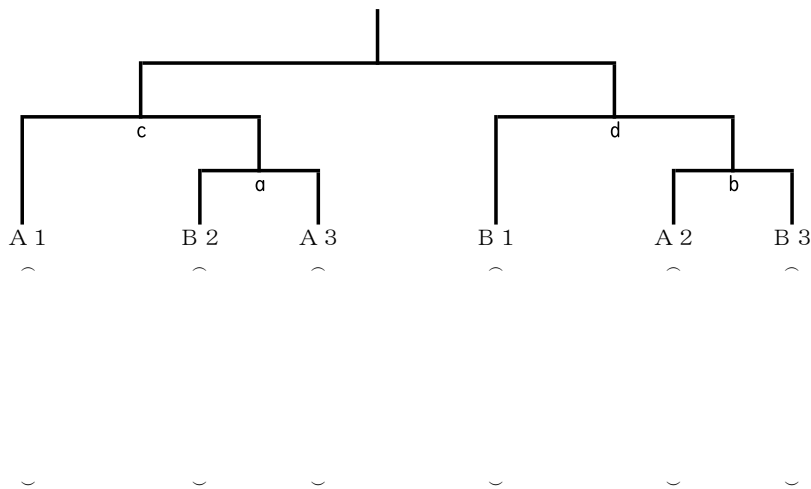 c d
a b
A 1 B 2 A 3 B 1 A 2 B 3
︵ ︵ ︵ ︵ ︵ ︵
︶ ︶ ︶ ︶ ︶ ︶